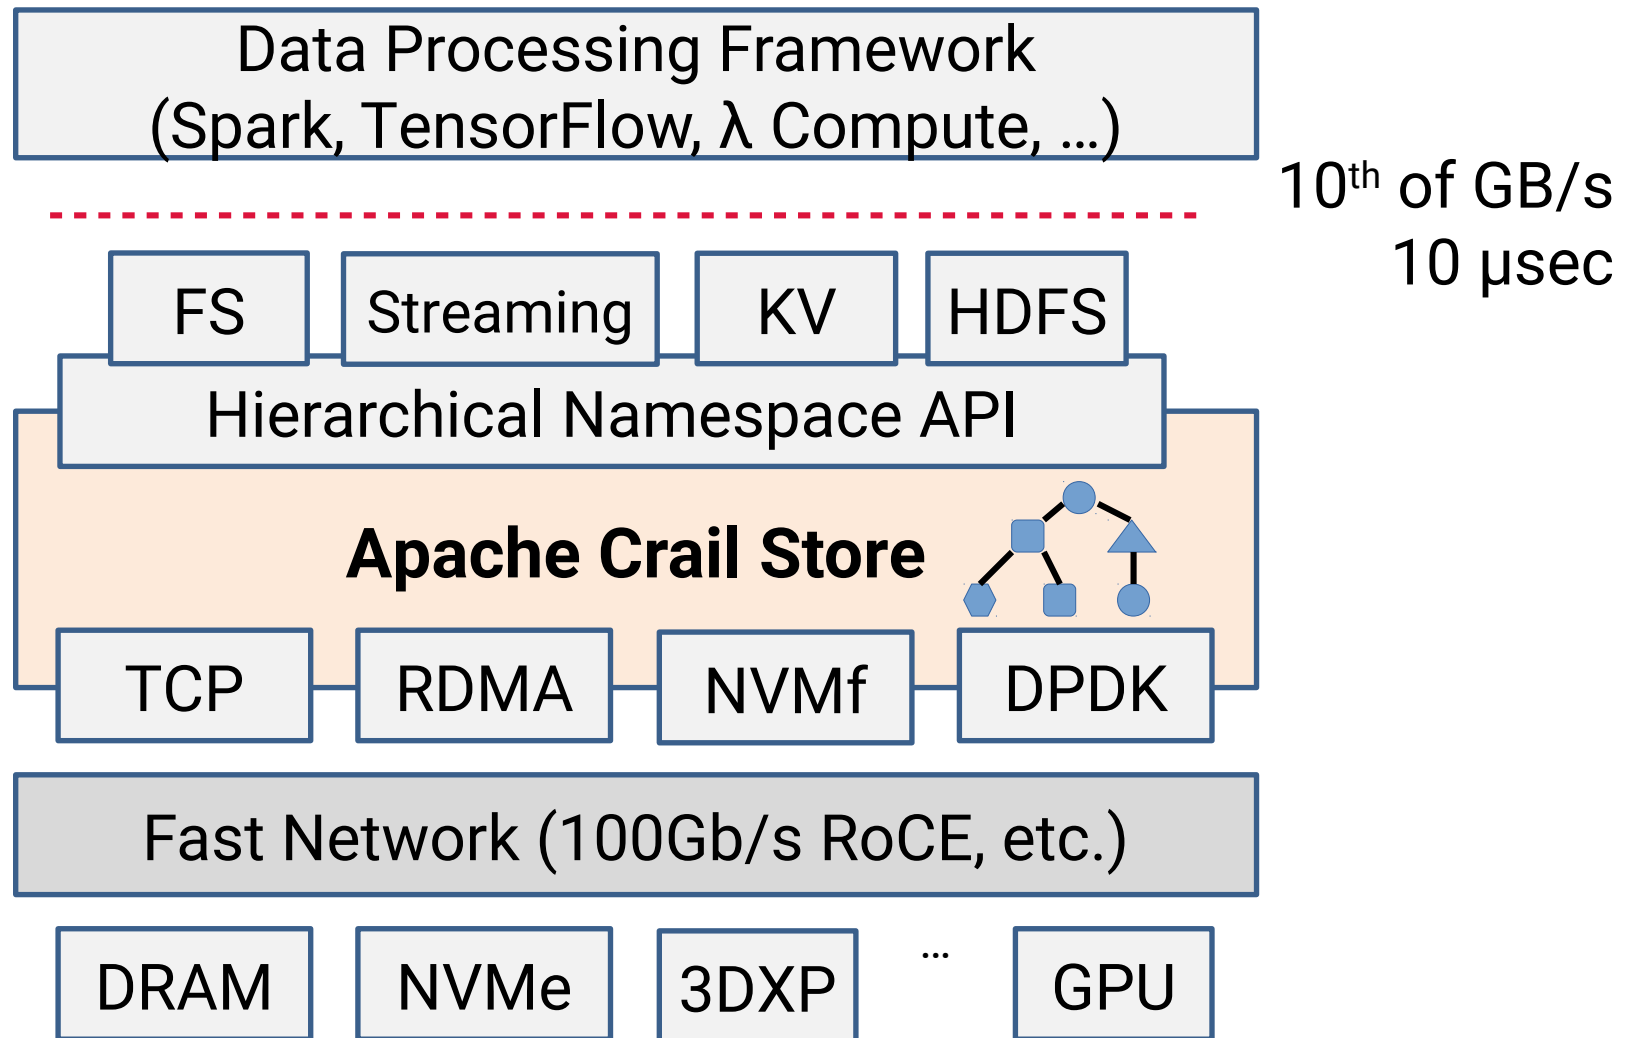 Data Processing Framework
(Spark, TensorFlow, λ Compute, ...)
10th of GB/s
10 µsec
FS
Streaming
KV
HDFS
Hierarchical Namespace API
Apache Crail Store
TCP
RDMA
NVMf
DPDK
Fast Network (100Gb/s RoCE, etc.)
DRAM
NVMe
3DXP
...
GPU